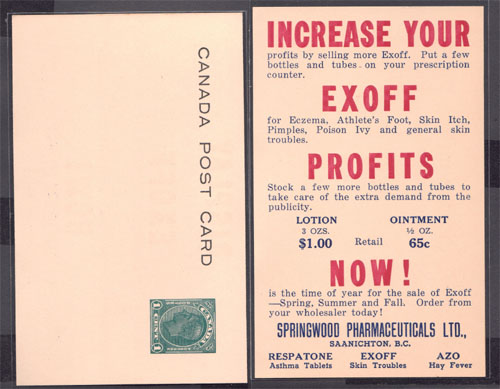 CANADA POST CARD
CANADA
1 CENT 1
INCREASE YOUR
profits by selling more Exoff. Put a few
bottles and tubes on your prescription
counter.
EXOFF
for Eczema, Athlete's Foot, Skin Itch,
Pimples, Poison Ivy and general skin
troubles.
PROFITS
Stock a few more bottles and tubes to
take care of the extra demand from the
publicity.
LOTION OINTMENT
3 OZS. ½ OZ.
$1.00 Retail 65c
NOW!
is the time of year for the sale of Exoff
—Spring, Summer and Fall. Order from
your wholesaler today!
SPRINGWOOD PHARMACEUTICALS LTD.,
SAANICHTON, B.C.
RESPATONE EXOFF AZO
Asthma Tablets Skin Troubles Hay Fever